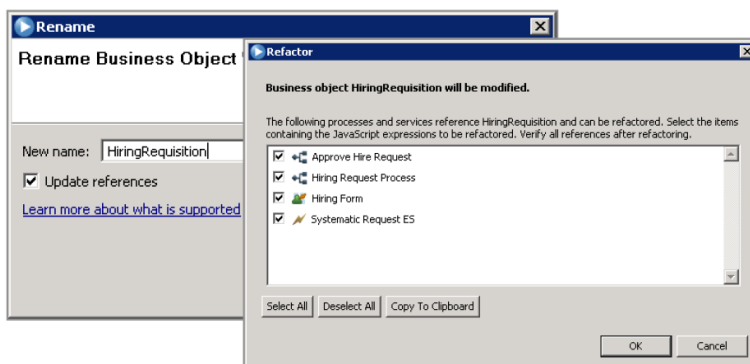 Rename
Rename Business Object
New name: HiringRequisition
Update references
Learn more about what is supported
Refactor
Business object HiringRequisition will be modified.
The following processes and services reference HiringRequisition and can be refactored. Select the items
containing the JavaScript expressions to be refactored. Verify all references after refactoring.
Approve Hire Request
Hiring Request Process
Hiring Form
Systematic Request ES
Select All Deselect All Copy To Clipboard
OK Cancel